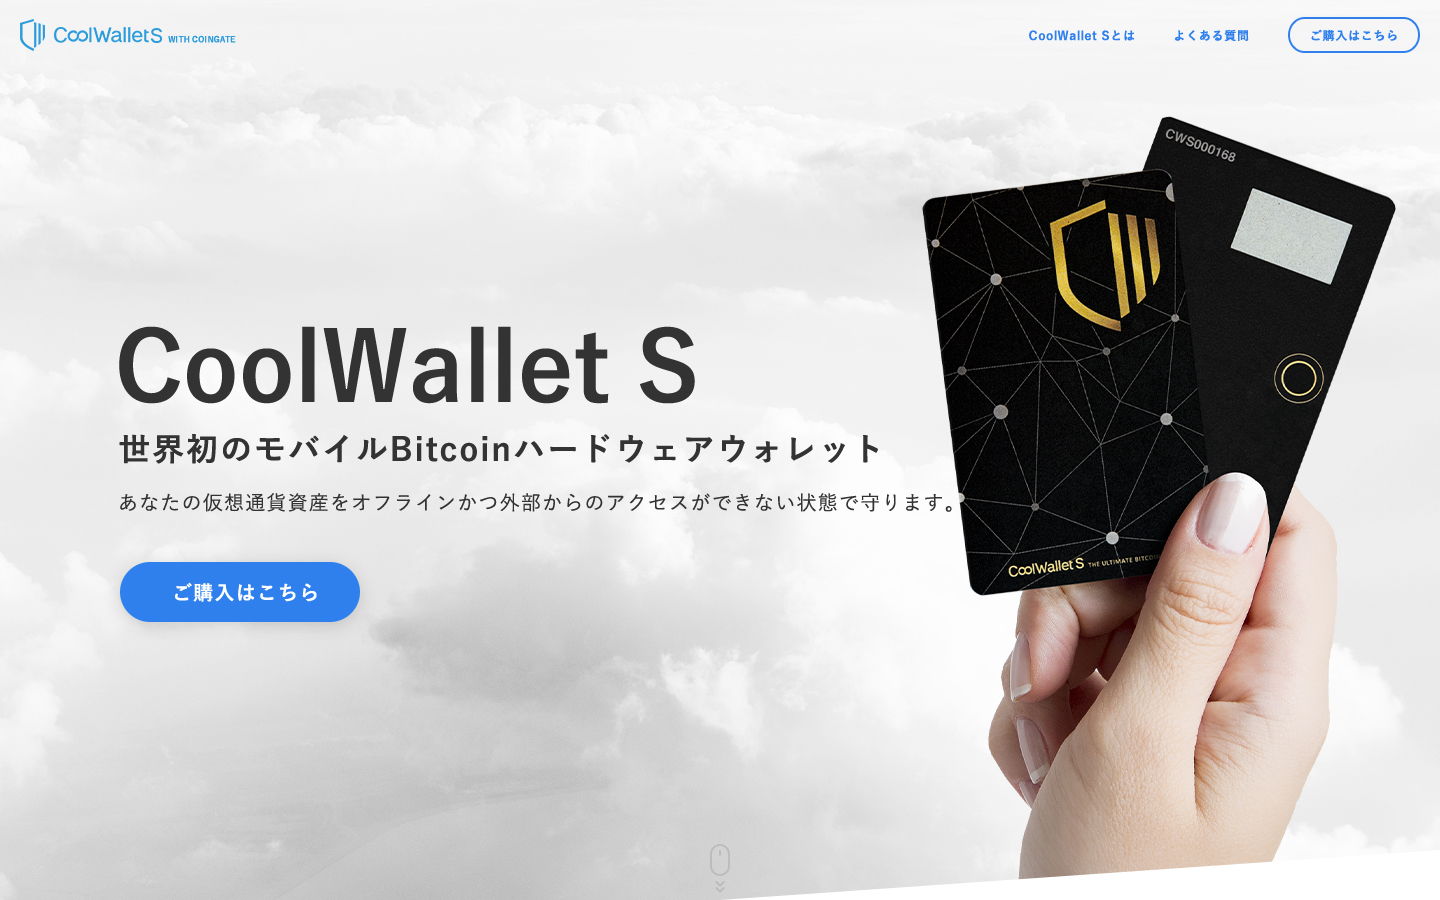 CoolWalletS WITH COINGATE
CoolWallet Sとは
よくある質問
ご購入はこちら
CWS000168
CoolWallet S
世界初のモバイルBitcoinハードウェアウォレット
あなたの仮想通貨資産をオフラインかつ外部からのアクセスができない状態で守ります。
ご購入はこちら
CoolWalletS THE ULTIMATE